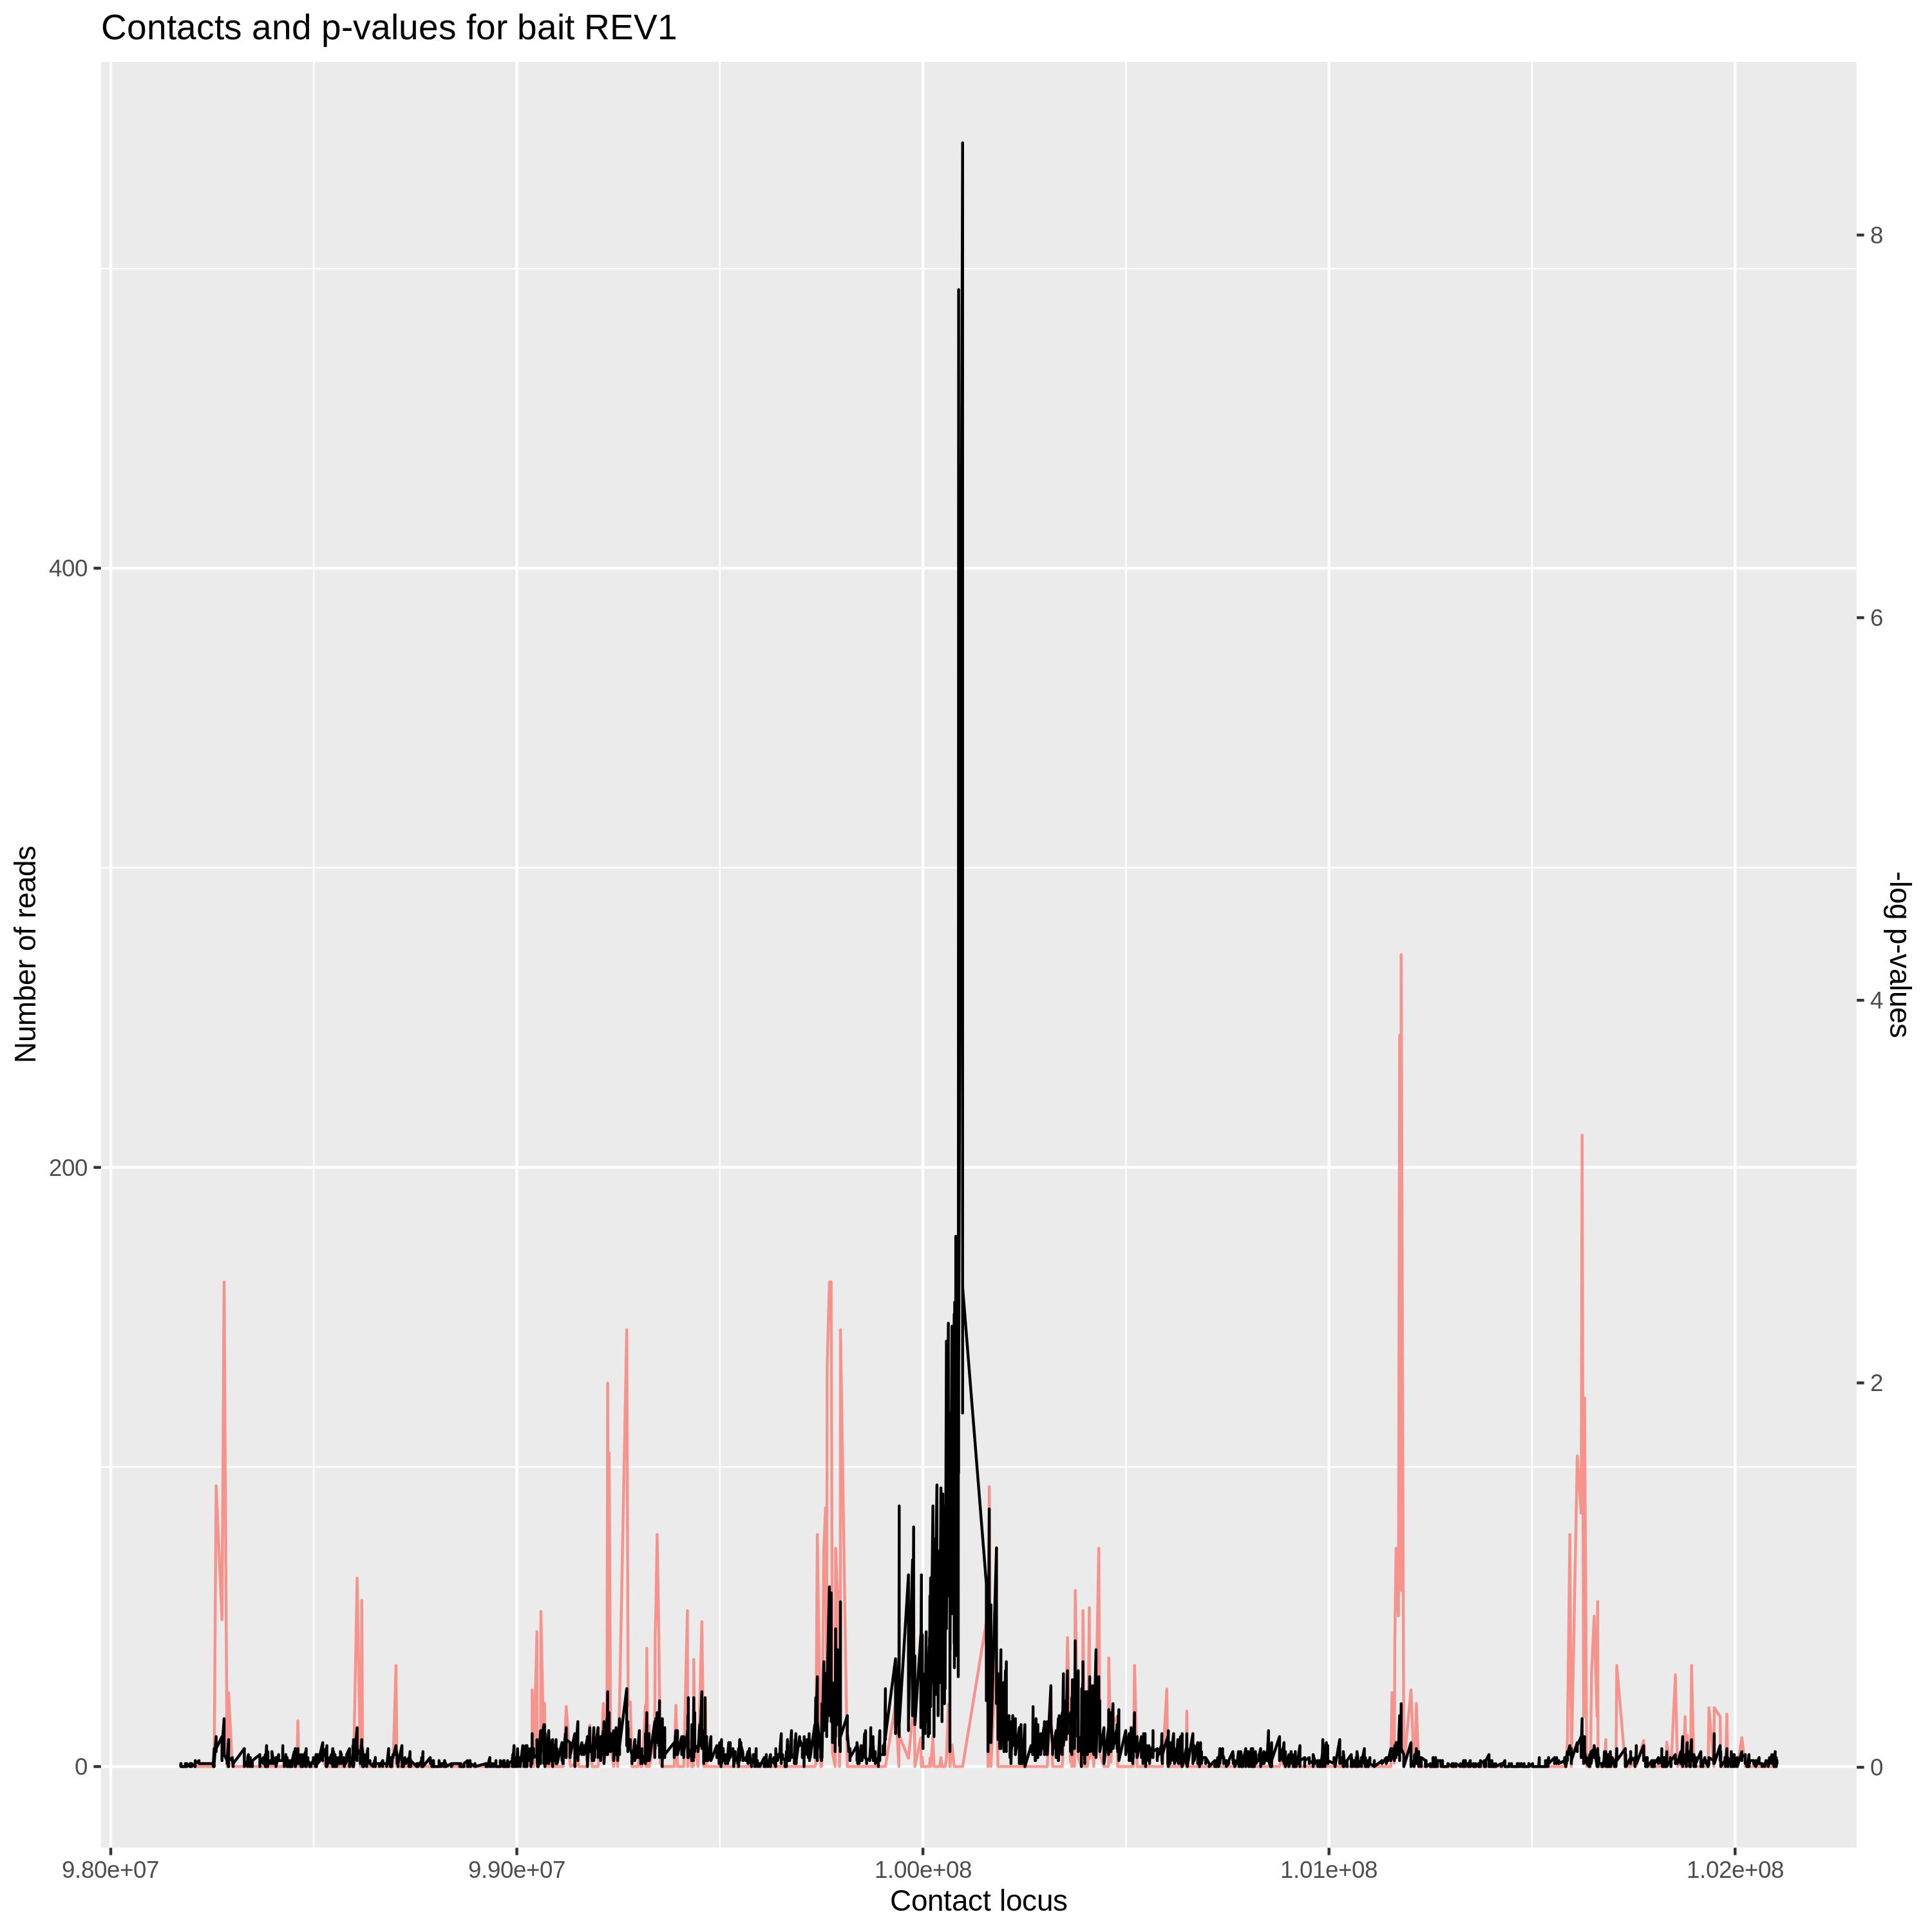 Contacts and p-values for bait REV1
Number of reads
400
200
0
8
6
4
2
0
-log p-values
9.80e+07 9.90e+07 1.00e+08 1.01e+08 1.02e+08
Contact locus